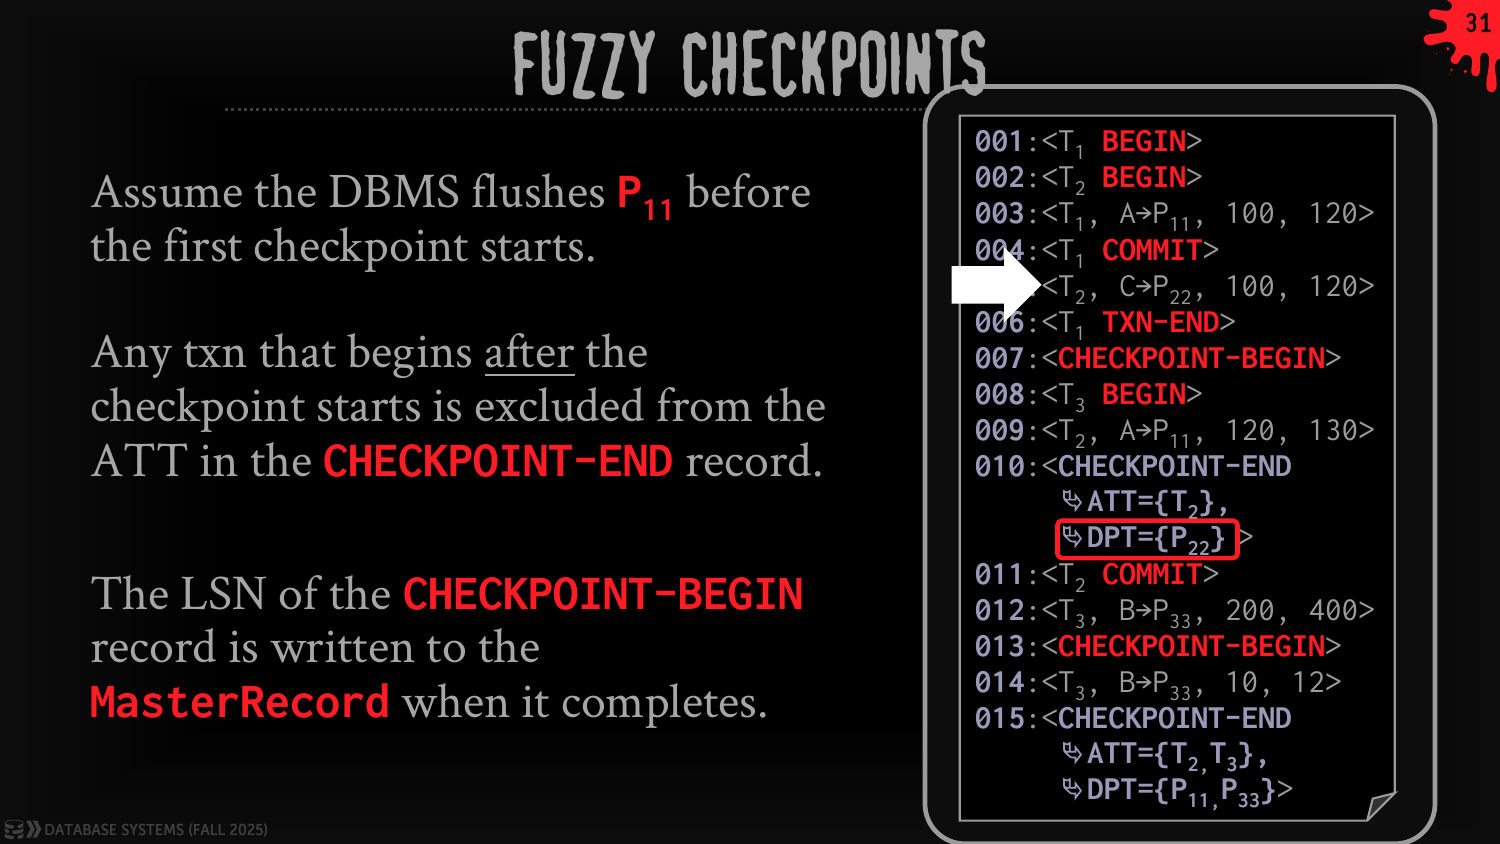 31
FUZZY CHECKPOINTS
Assume the DBMS flushes P11 before
the first checkpoint starts.
Any txn that begins after the
checkpoint starts is excluded from the
ATT in the CHECKPOINT-END record.
The LSN of the CHECKPOINT-BEGIN
record is written to the
MasterRecord when it completes.
001:<T1 BEGIN>
002:<T2 BEGIN>
003:<T1, A→P11, 100, 120>
004:<T1 COMMIT>
<T2, C→P22, 100, 120>
006:<T1 TXN-END>
007:<CHECKPOINT-BEGIN>
008:<T3 BEGIN>
009:<T2, A→P11, 120, 130>
010:<CHECKPOINT-END
ATT={T2},
DPT={P22}>
011:<T2 COMMIT>
012:<T3, B→P33, 200, 400>
013:<CHECKPOINT-BEGIN>
014:<T3, B→P33, 10, 12>
015:<CHECKPOINT-END
ATT={T2,T3},
DPT={P11,P33}>
DATABASE SYSTEMS (FALL 2025)